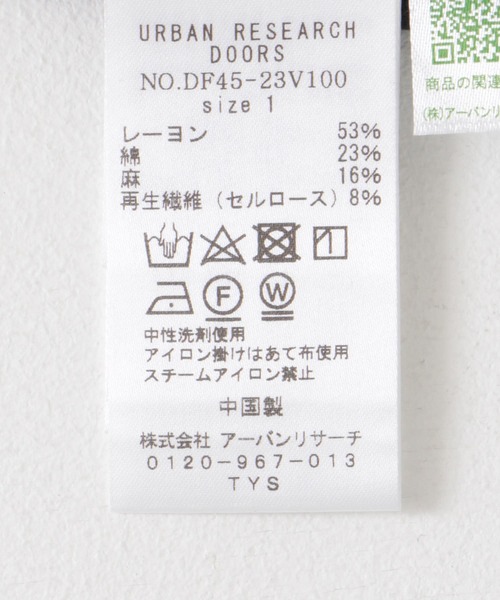 URBAN RESEARCH
DOORS
NO.DF45-23V100
size 1
レーヨン 53%
綿 23%
麻 16%
再生繊維（セルロース）8%
F W
中性洗剤使用
アイロン掛けはあて布使用
スチームアイロン禁止
中国製
株式会社 アーバンリサーチ
0120-967-013
TYS
商品の関連
(株)アーバンリ